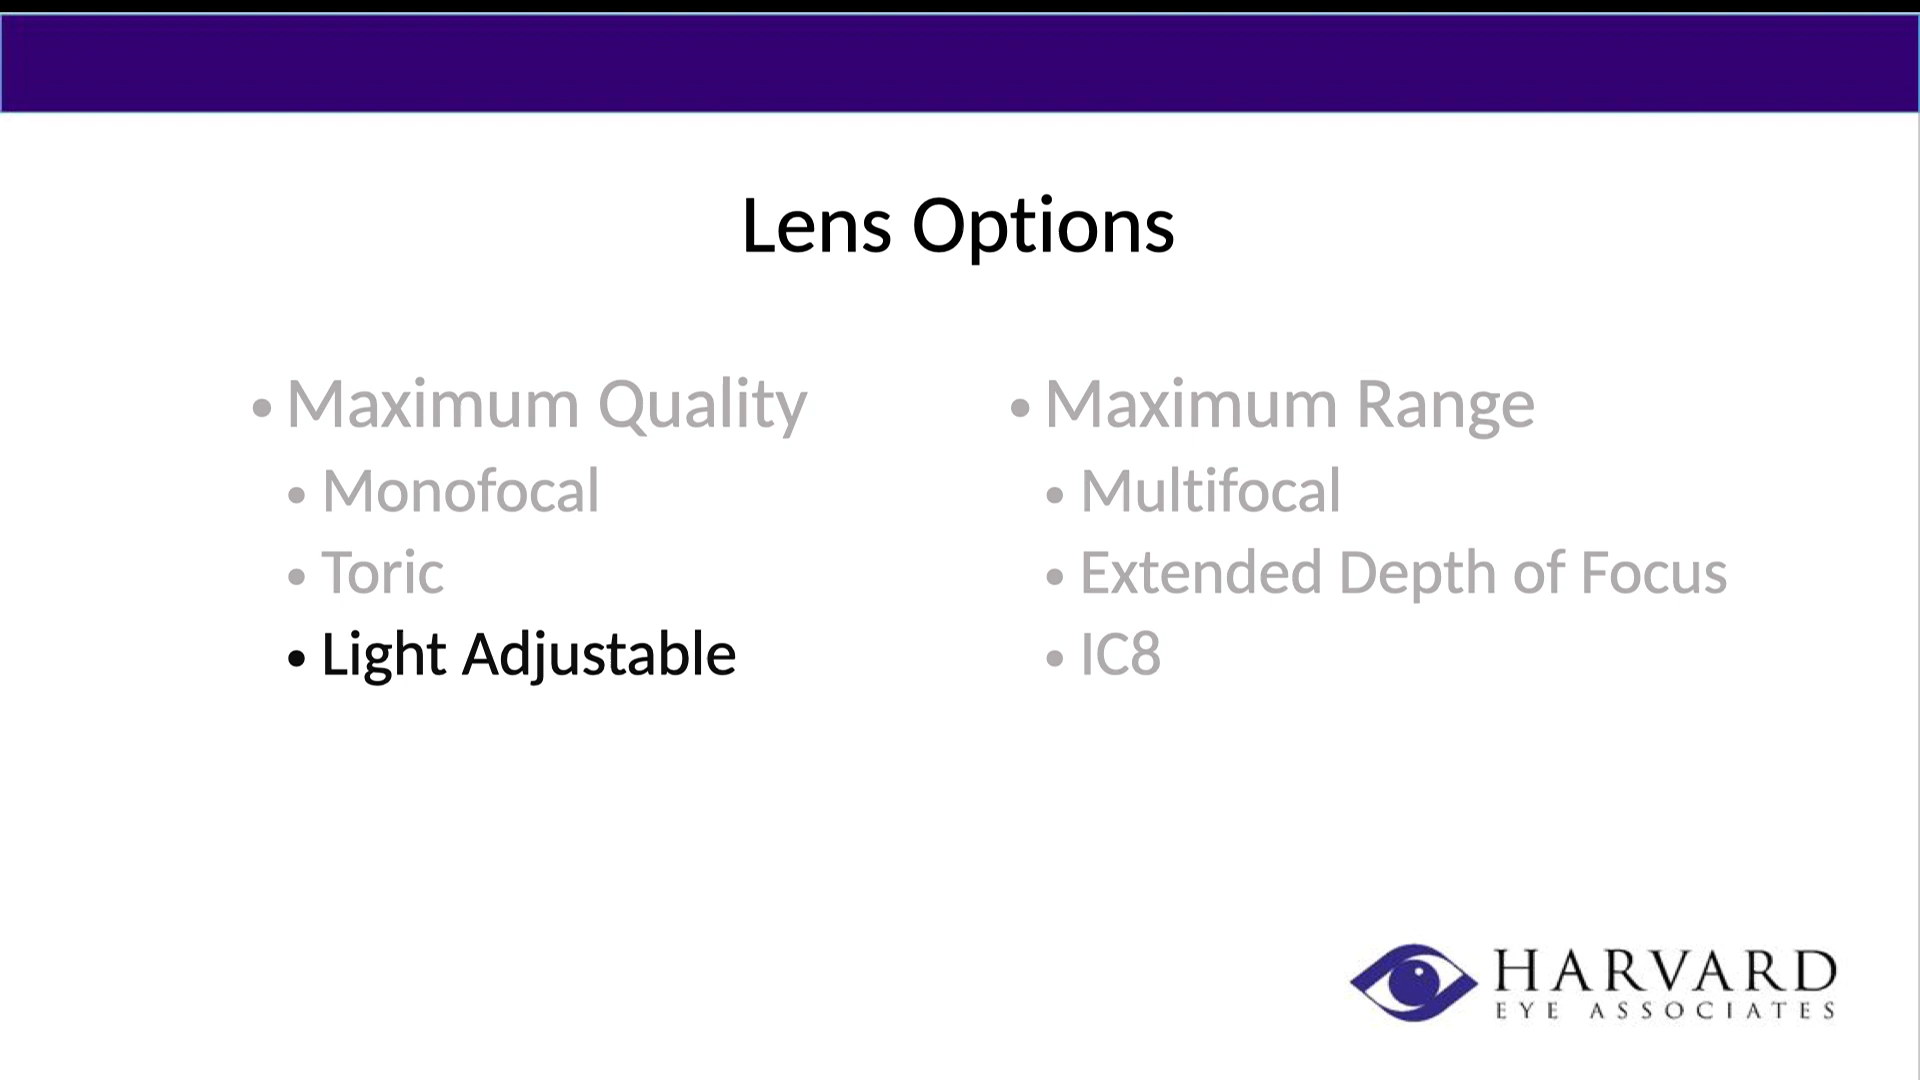 Lens Options
• Maximum Quality
• Monofocal
• Toric
• Light Adjustable
• Maximum Range
• Multifocal
• Extended Depth of Focus
• IC8
HARVARD
EYE ASSOCIATES